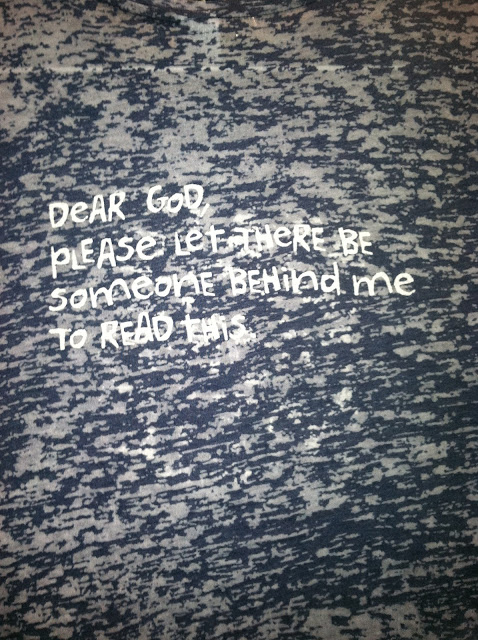 DeAR GOD,
PLEASe Let THeRE BE
someoNE BEHind me
TO READ tHis.